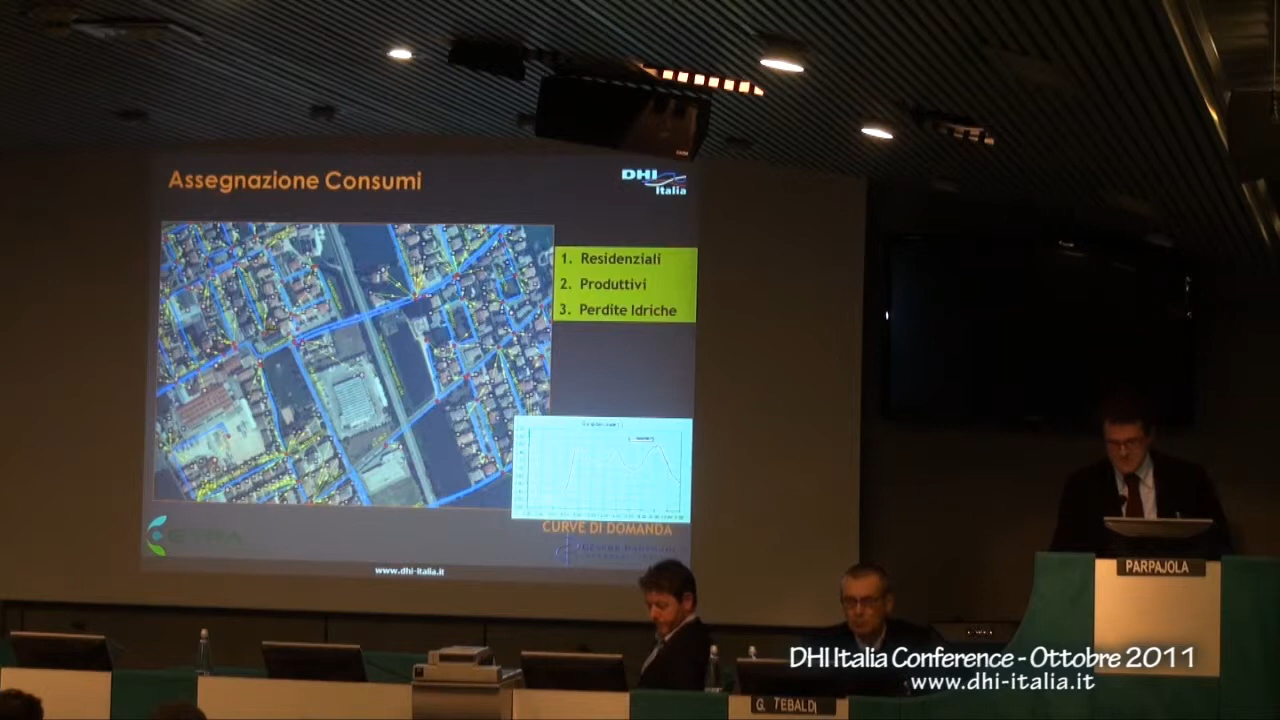 Assegnazione Consumi
DHI
Italia
1. Residenziali
2. Produttivi
3. Perdite Idriche
CURVE DI DOMANDA
ETRA
www.dhi-italia.it
PARPAJOLA
G. TEBALDI
DHI Italia Conference - Ottobre 2011
www.dhi-italia.it